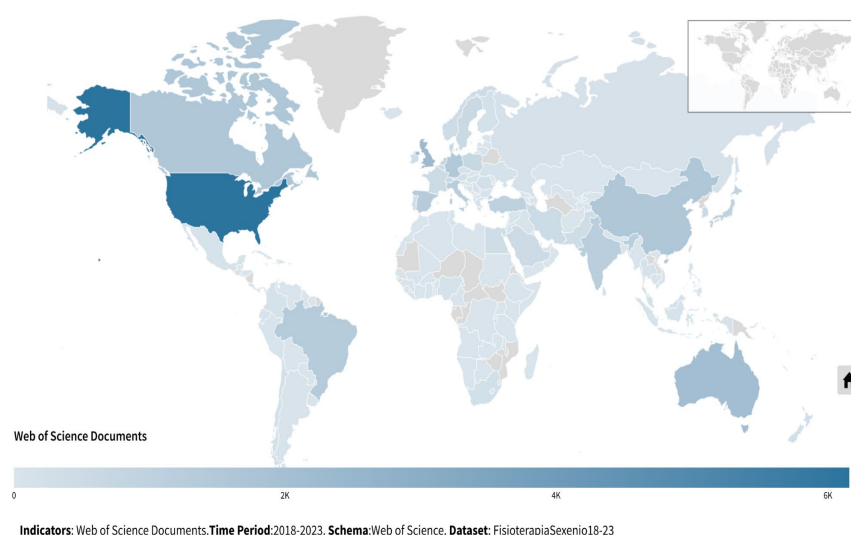 Web of Science Documents
0 2K 4K 6K
Indicators: Web of Science Documents.Time Period:2018-2023. Schema:Web of Science. Dataset: FisioterapiaSexenio18-23